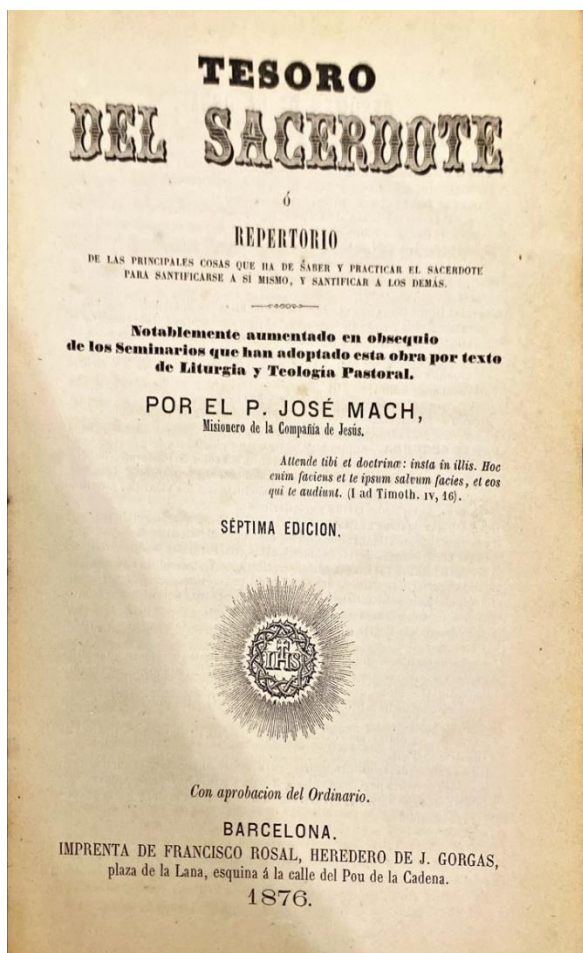 TESORO
DEL SACERDOTE
ó
REPERTORIO
DE LAS PRINCIPALES COSAS QUE HA DE SABER Y PRACTICAR EL SACERDOTE
PARA SANTIFICARSE A SÍ MISMO, Y SANTIFICAR A LOS DEMÁS.
Notablemente aumentado en obsequio
de los Seminarios que han adoptado esta obra por texto
de Liturgia y Teología Pastoral.
POR EL P. JOSÉ MACH,
Misionero de la Compañía de Jesús.
Attende tibi et doctrinæ: insta in illis. Hoc
enim faciens et te ipsum salvum facies, et eos
qui te audiunt. (I ad Timoth. IV, 16).
SÉPTIMA EDICION.
IHS
Con aprobacion del Ordinario.
BARCELONA.
IMPRENTA DE FRANCISCO ROSAL, HEREDERO DE J. GORGAS,
plaza de la Lana, esquina á la calle del Pou de la Cadena.
1876.